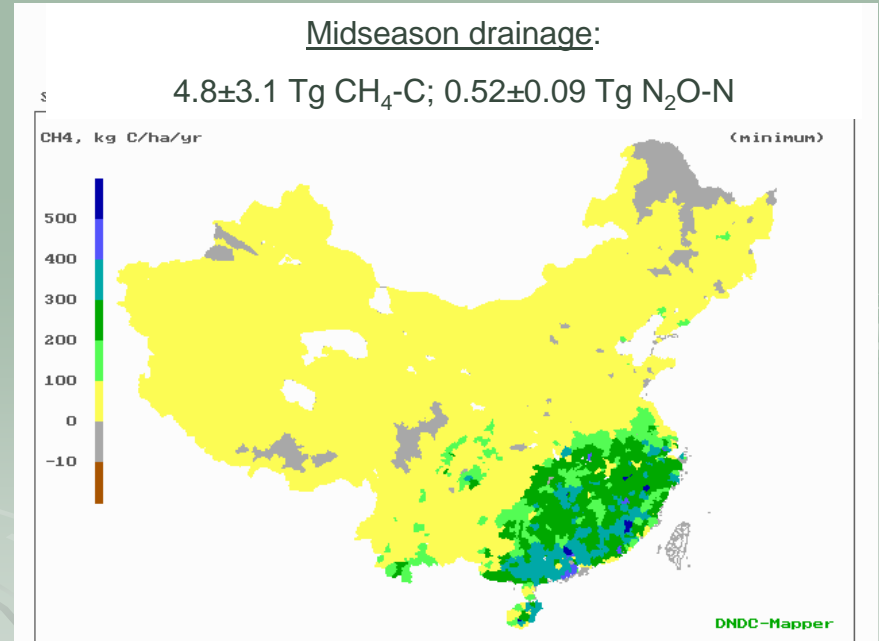 Midseason drainage:
4.8±3.1 Tg CH₄-C; 0.52±0.09 Tg N₂O-N
CH4, kg C/ha/yr
(minimum)
500
400
300
200
100
0
-10
DNDC-Mapper